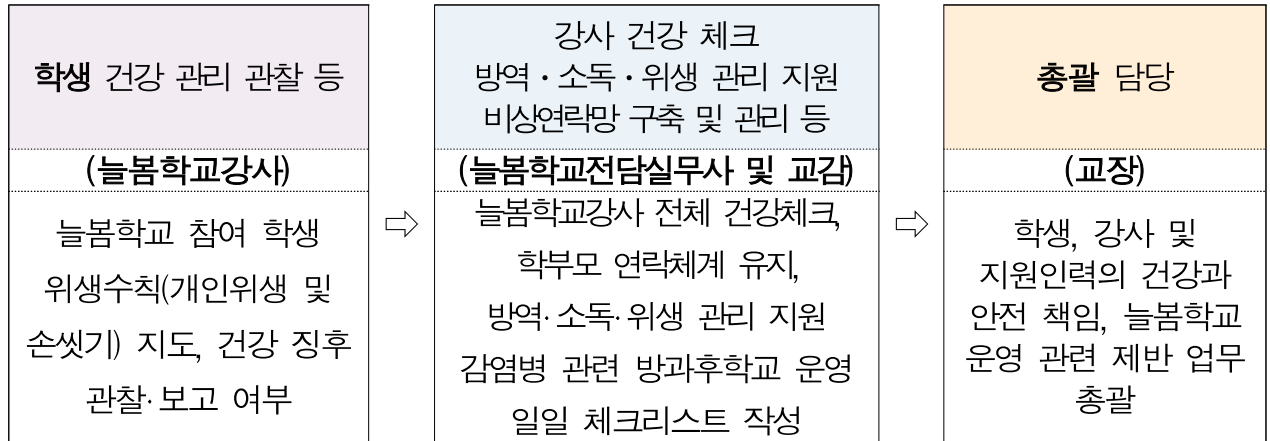 학생 건강 관리 관찰 등
(늘봄학교강사)
늘봄학교 참여 학생
위생수칙(개인위생 및
손씻기) 지도, 건강 징후
관찰·보고 여부
⇨
강사 건강 체크
방역·소독·위생 관리 지원
비상연락망 구축 및 관리 등
(늘봄학교전담실무사 및 교감)
늘봄학교강사 전체 건강체크,
학부모 연락체계 유지,
방역·소독·위생 관리 지원
감염병 관련 방과후학교 운영
일일 체크리스트 작성
⇨
총괄 담당
(교장)
학생, 강사 및
지원인력의 건강과
안전 책임, 늘봄학교
운영 관련 제반 업무
총괄